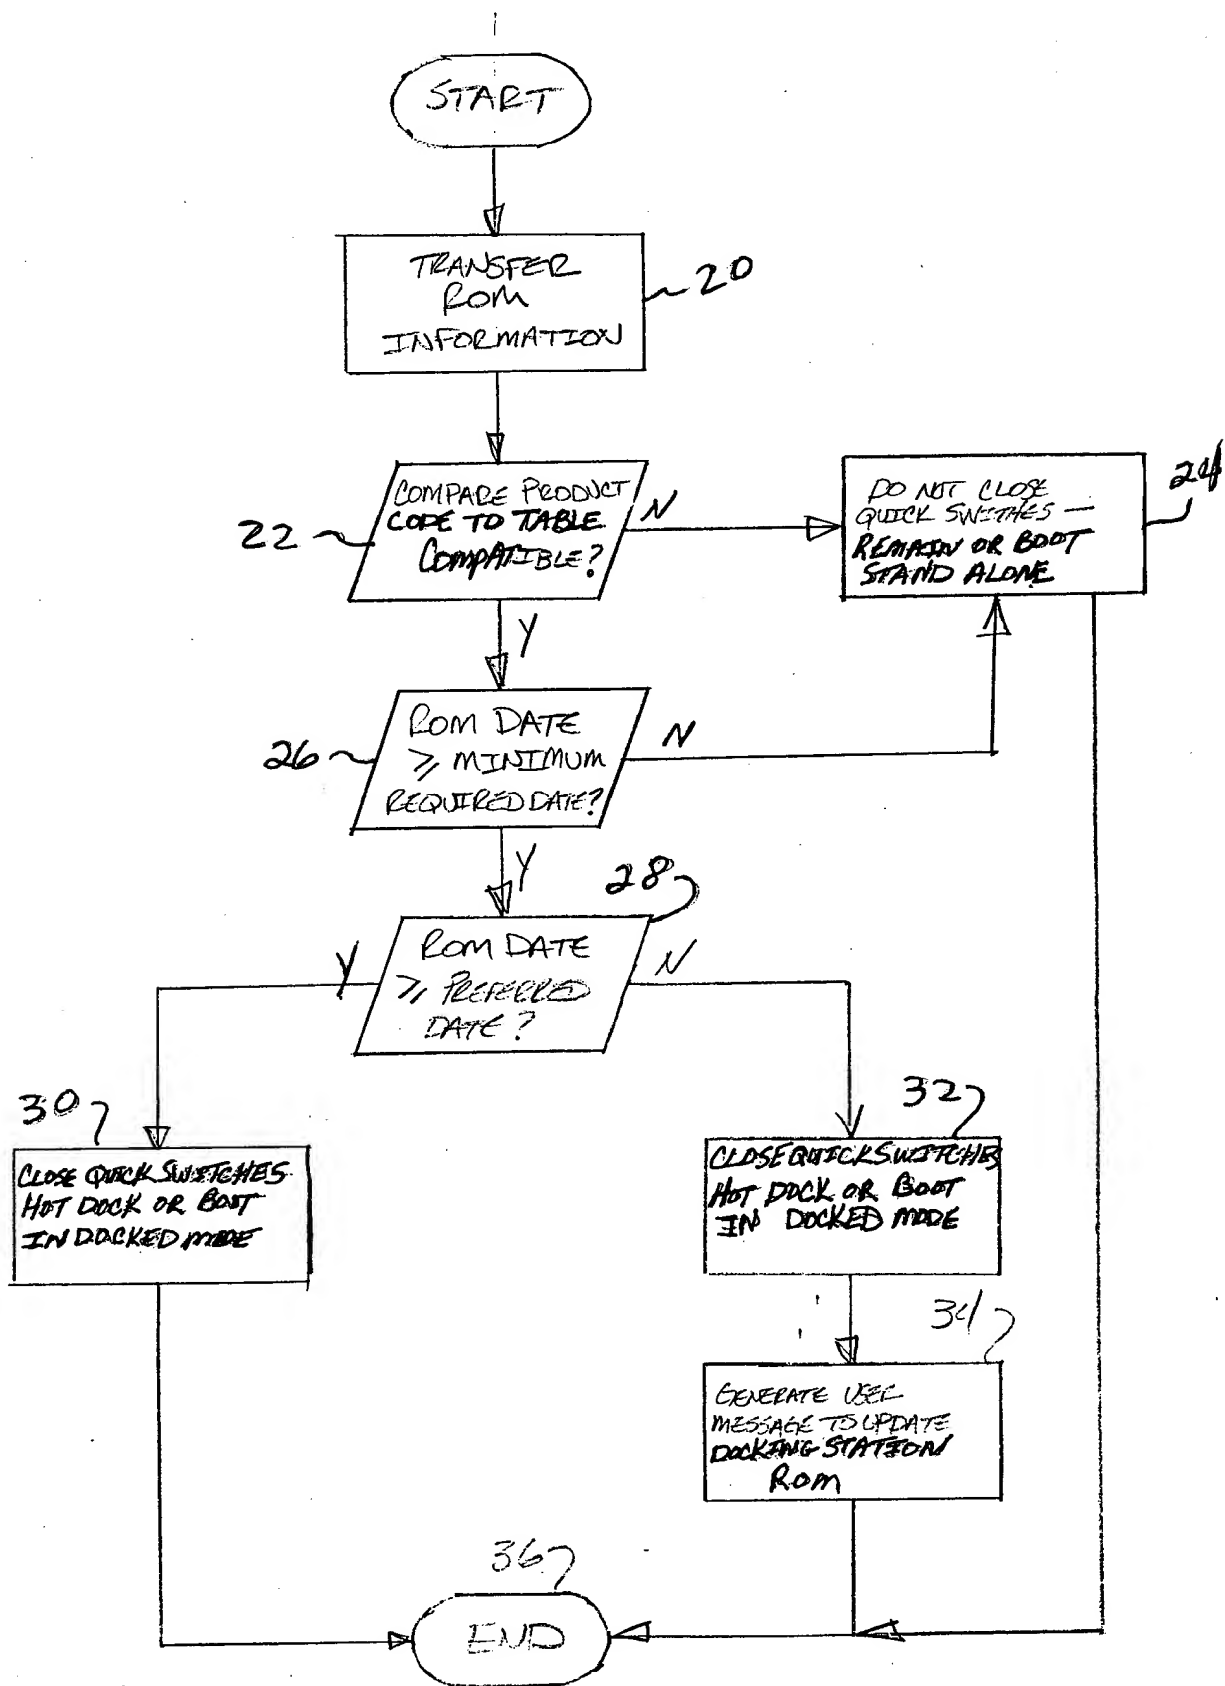 START
TRANSFER
ROM
INFORMATION
20
COMPARE PRODUCT
CODE TO TABLE
COMPATIBLE?
22
N
DO NOT CLOSE
QUICK SWITHES —
REMAIN OR BOOT
STAND ALONE
24
Y
ROM DATE
≥ MINIMUM
REQUIRED DATE?
26
N
Y
28
ROM DATE
≥ PREFERRED
DATE?
Y
N
30
CLOSE QUICK SWITCHES
HOT DOCK OR BOOT
IN DOCKED MODE
32
CLOSE QUICK SWITCHES
HOT DOCK OR BOOT
IN DOCKED MODE
34
GENERATE USER
MESSAGE TO UPDATE
DOCKING STATION
ROM
36
END